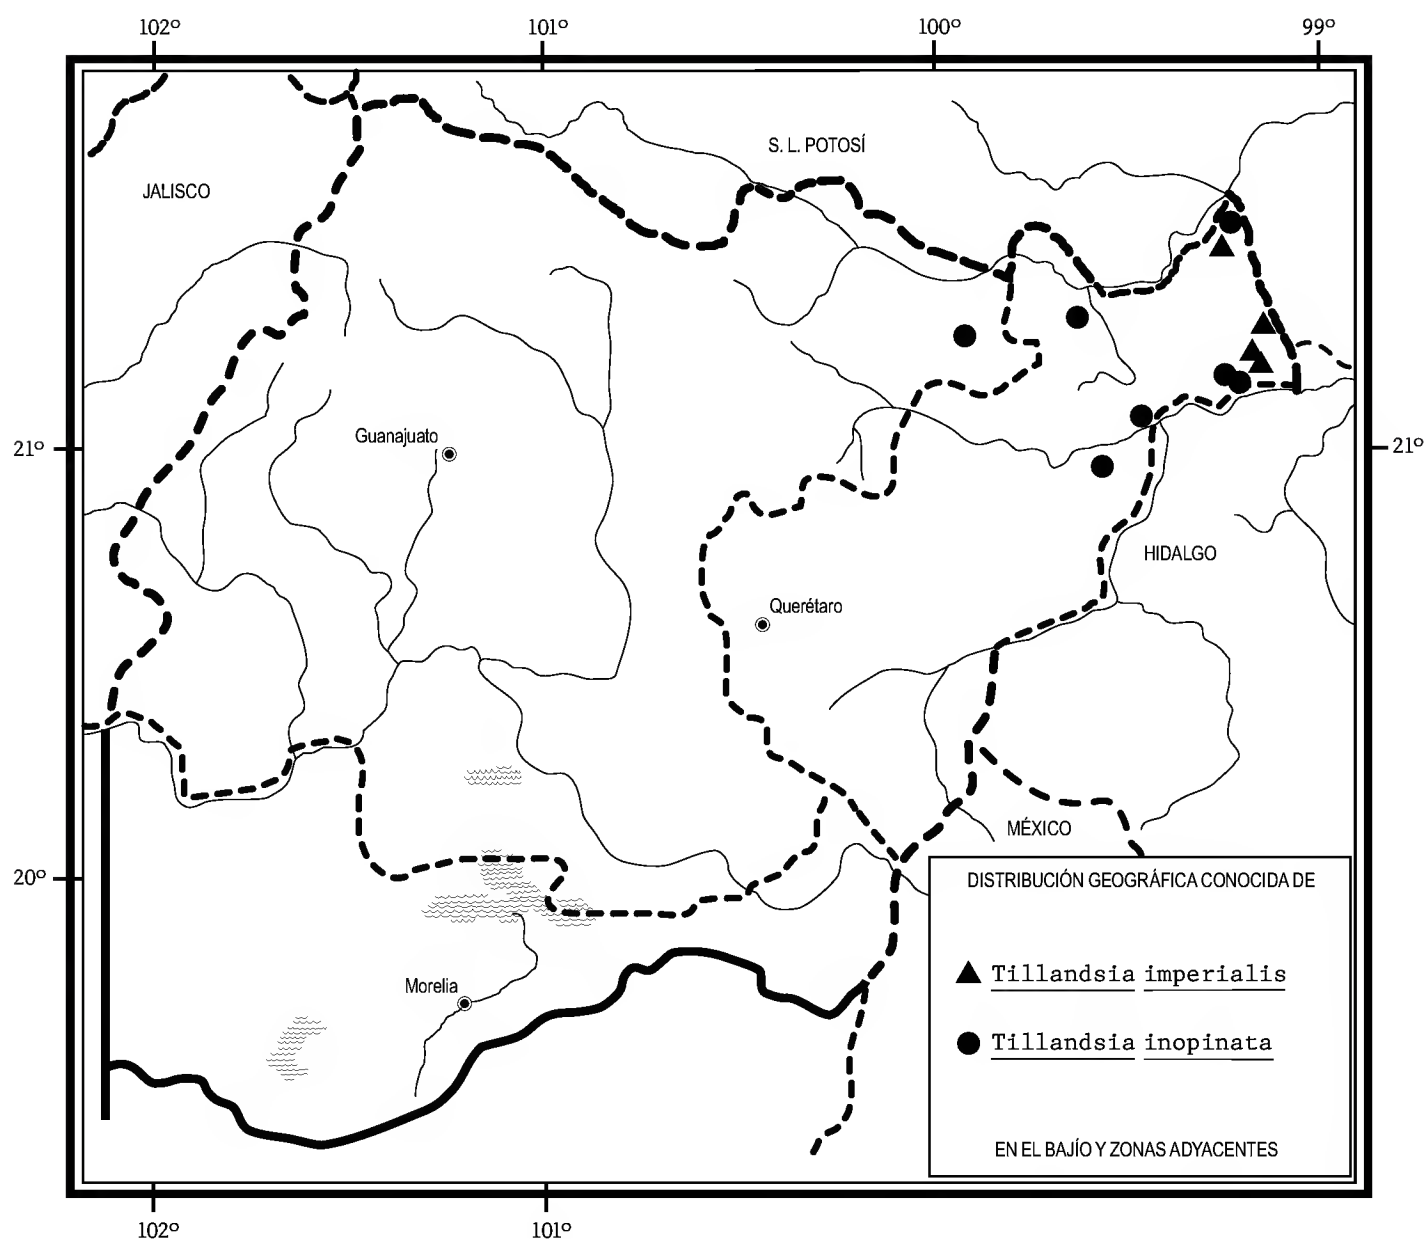 102º 101º 100º 99º
S. L. POTOSÍ
JALISCO
Guanajuato
21º 21º
HIDALGO
Querétaro
MÉXICO
20º
DISTRIBUCIÓN GEOGRÁFICA CONOCIDA DE
Tillandsia imperialis
Morelia
Tillandsia inopinata
EN EL BAJÍO Y ZONAS ADYACENTES
102º 101º